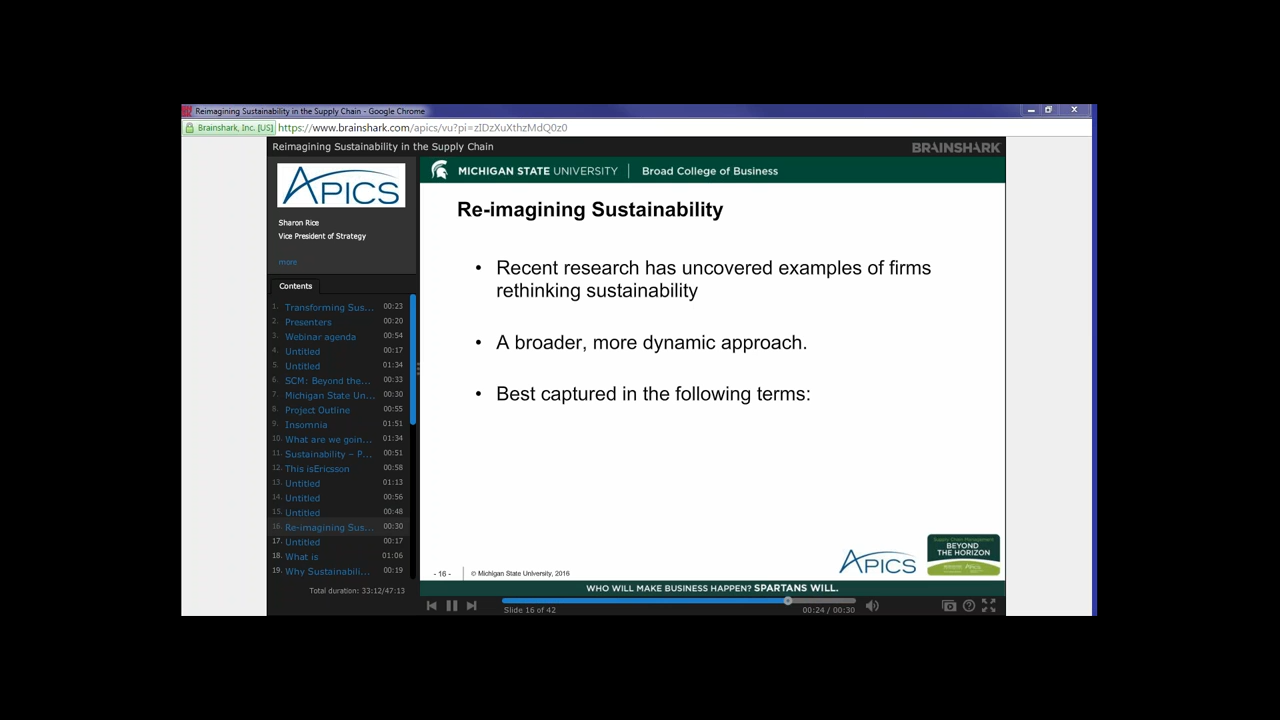 Reimagining Sustainability in the Supply Chain - Google Chrome
Brainshark, Inc. [US] https://www.brainshark.com/apics/vu?pi=zIDzXuXthzMdQ0z0
Reimagining Sustainability in the Supply Chain
BRAINSHARK
APICS
Sharon Rice
Vice President of Strategy
more
Contents
1. Transforming Sus... 00:23
2. Presenters 00:20
3. Webinar agenda 00:54
4. Untitled 00:17
5. Untitled 01:34
6. SCM: Beyond the... 00:33
7. Michigan State Un... 00:30
8. Project Outline 00:55
9. Insomnia 01:51
10. What are we goin... 01:34
11. Sustainability – P... 00:51
12. This isEricsson 00:58
13. Untitled 01:13
14. Untitled 00:56
15. Untitled 00:48
16. Re-imagining Sus... 00:30
17. Untitled 00:17
18. What is 01:06
19. Why Sustainabili... 00:19
Total duration: 33:12/47:13
MICHIGAN STATE UNIVERSITY | Broad College of Business
Re-imagining Sustainability
• Recent research has uncovered examples of firms
rethinking sustainability
• A broader, more dynamic approach.
• Best captured in the following terms:
- 16 - © Michigan State University, 2016
APICS
Supply Chain Management
BEYOND
THE HORIZON
WHO WILL MAKE BUSINESS HAPPEN? SPARTANS WILL.
Slide 16 of 42
00:24 / 00:30